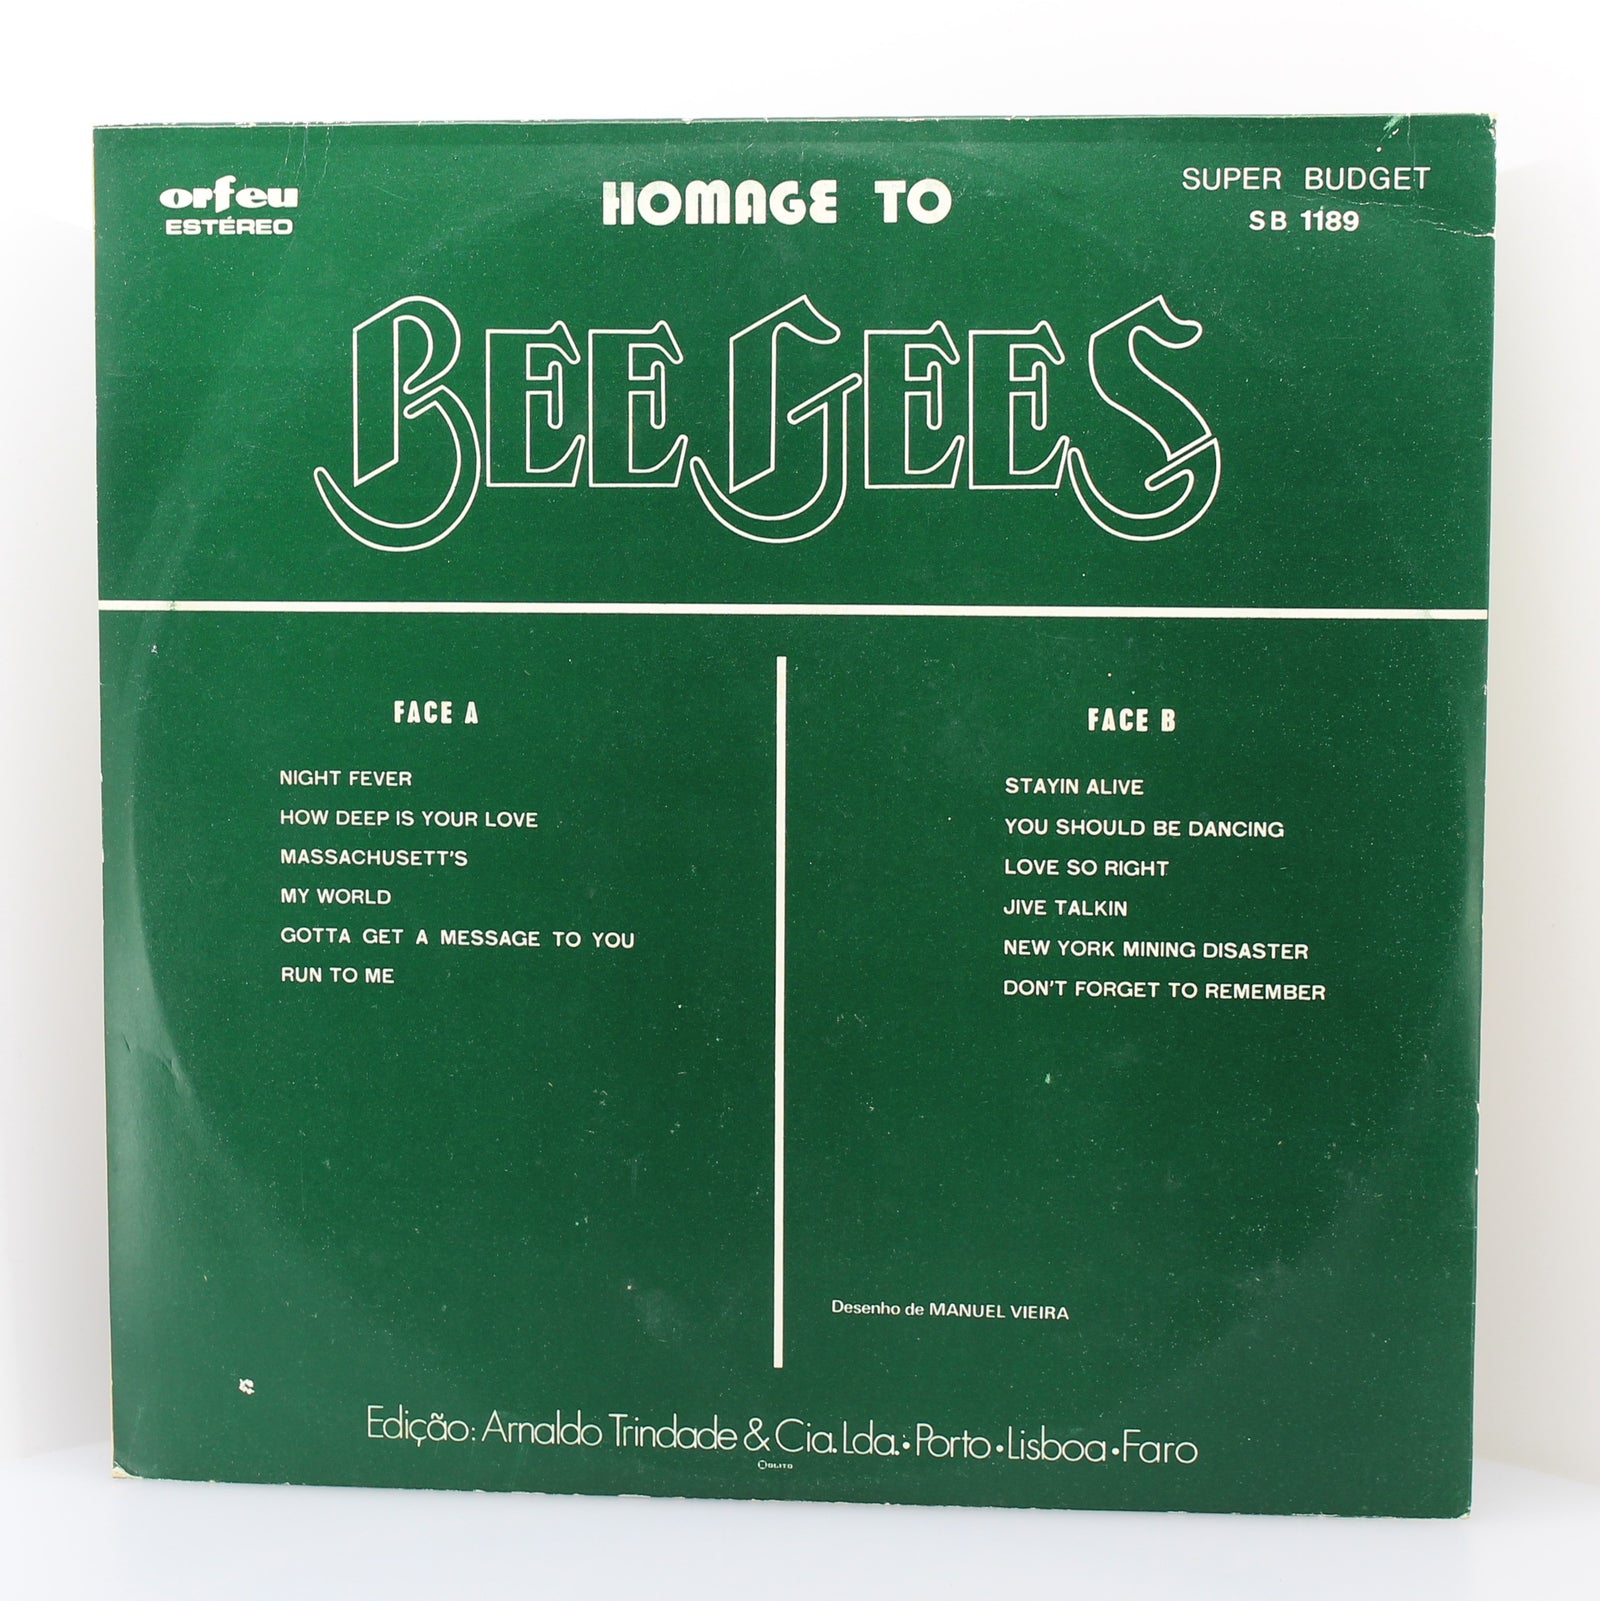 orfeu
ESTÉREO
HOMAGE TO
SUPER BUDGET
SB 1189
BEE GEES
FACE A
NIGHT FEVER
HOW DEEP IS YOUR LOVE
MASSACHUSETT'S
MY WORLD
GOTTA GET A MESSAGE TO YOU
RUN TO ME
FACE B
STAYIN ALIVE
YOU SHOULD BE DANCING
LOVE SO RIGHT
JIVE TALKIN
NEW YORK MINING DISASTER
DON'T FORGET TO REMEMBER
Desenho de MANUEL VIEIRA
Edição: Arnaldo Trindade & Cia. Lda. • Porto • Lisboa • Faro